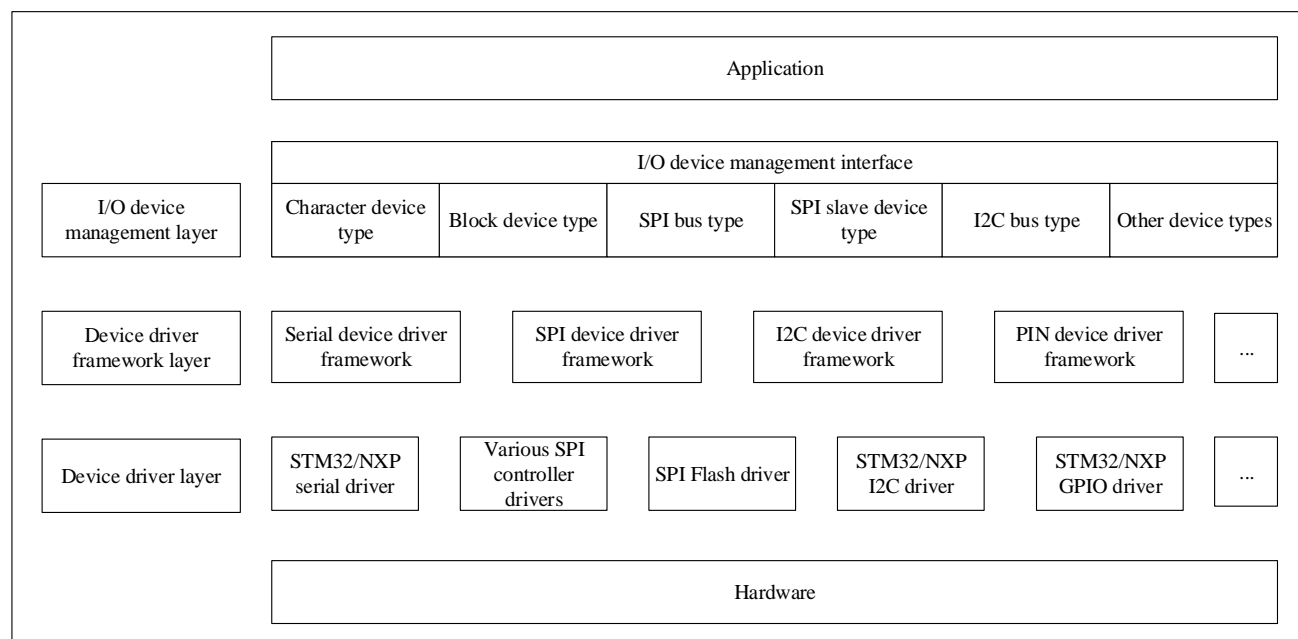 Application
I/O device management interface
I/O device
management layer
Character device
type
Block device type
SPI bus type
SPI slave device
type
I2C bus type
Other device types
Device driver
framework layer
Serial device driver
framework
SPI device driver
framework
I2C device driver
framework
PIN device driver
framework
...
Device driver layer
STM32/NXP
serial driver
Various SPI
controller
drivers
SPI Flash driver
STM32/NXP
I2C driver
STM32/NXP
GPIO driver
...
Hardware